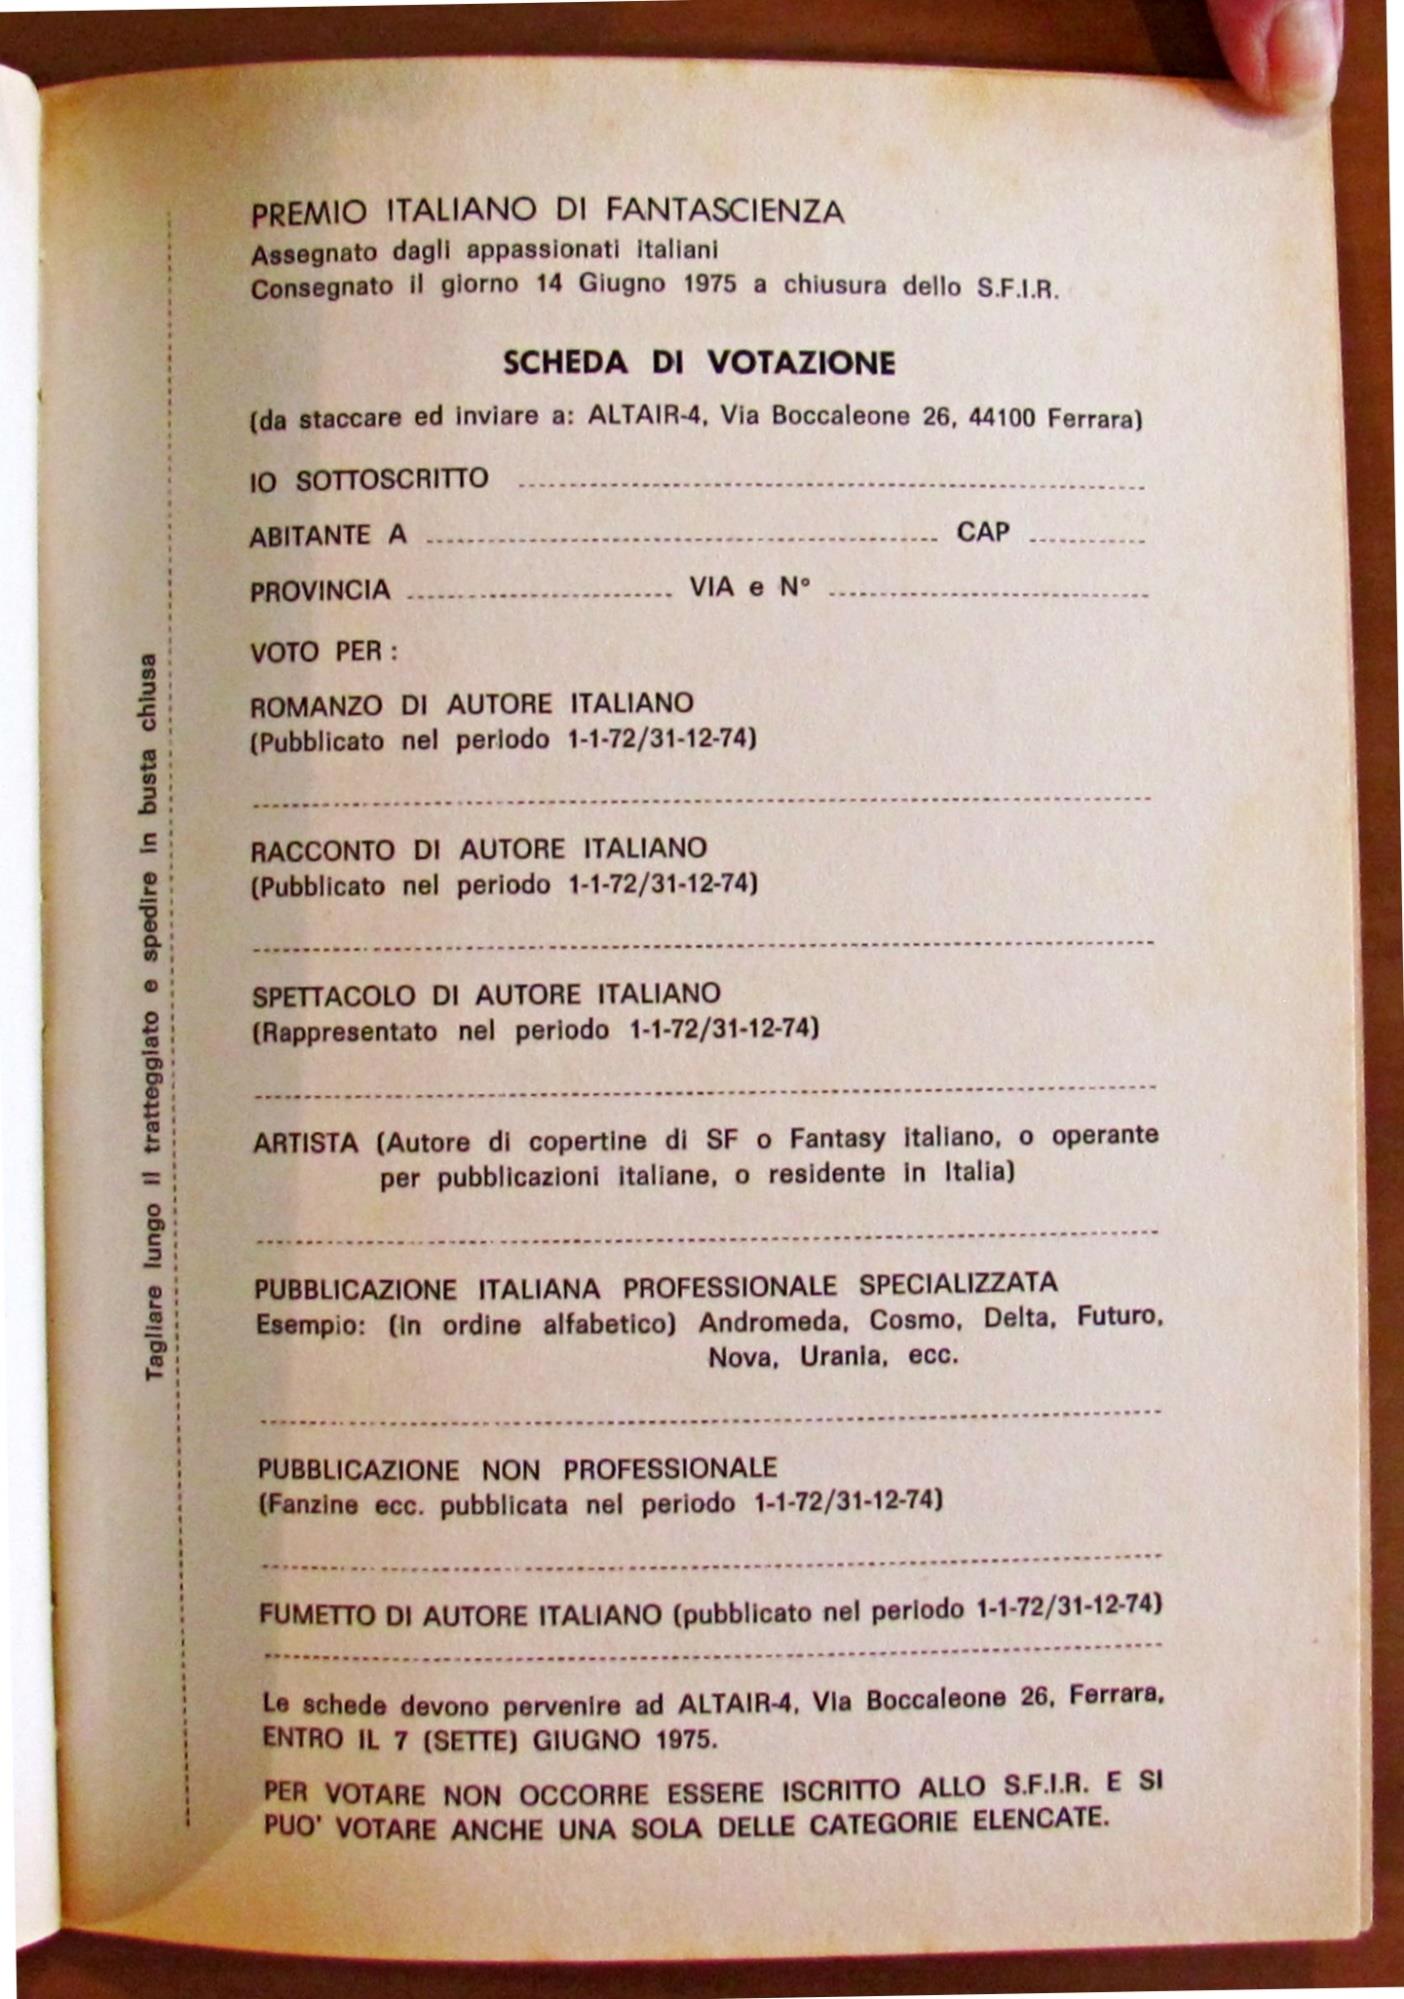 PREMIO ITALIANO DI FANTASCIENZA
Assegnato dagli appassionati italiani
Consegnato il giorno 14 Giugno 1975 a chiusura dello S.F.I.R.
SCHEDA DI VOTAZIONE
(da staccare ed inviare a: ALTAIR-4, Via Boccaleone 26, 44100 Ferrara)
IO SOTTOSCRITTO
ABITANTE A CAP
PROVINCIA VIA e N°
VOTO PER :
ROMANZO DI AUTORE ITALIANO
(Pubblicato nel periodo 1-1-72/31-12-74)
RACCONTO DI AUTORE ITALIANO
(Pubblicato nel periodo 1-1-72/31-12-74)
SPETTACOLO DI AUTORE ITALIANO
(Rappresentato nel periodo 1-1-72/31-12-74)
ARTISTA (Autore di copertine di SF o Fantasy italiano, o operante
per pubblicazioni italiane, o residente in Italia)
PUBBLICAZIONE ITALIANA PROFESSIONALE SPECIALIZZATA
Esempio: (in ordine alfabetico) Andromeda, Cosmo, Delta, Futuro,
Nova, Urania, ecc.
PUBBLICAZIONE NON PROFESSIONALE
(Fanzine ecc. pubblicata nel periodo 1-1-72/31-12-74)
FUMETTO DI AUTORE ITALIANO (pubblicato nel periodo 1-1-72/31-12-74)
Le schede devono pervenire ad ALTAIR-4, Via Boccaleone 26, Ferrara,
ENTRO IL 7 (SETTE) GIUGNO 1975.
PER VOTARE NON OCCORRE ESSERE ISCRITTO ALLO S.F.I.R. E SI
PUO' VOTARE ANCHE UNA SOLA DELLE CATEGORIE ELENCATE.
Tagliare lungo il tratteggiato e spedire in busta chiusa